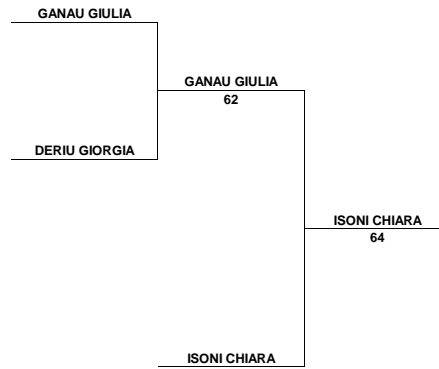 GANAU GIULIA
GANAU GIULIA
62
DERIU GIORGIA
ISONI CHIARA
64
ISONI CHIARA